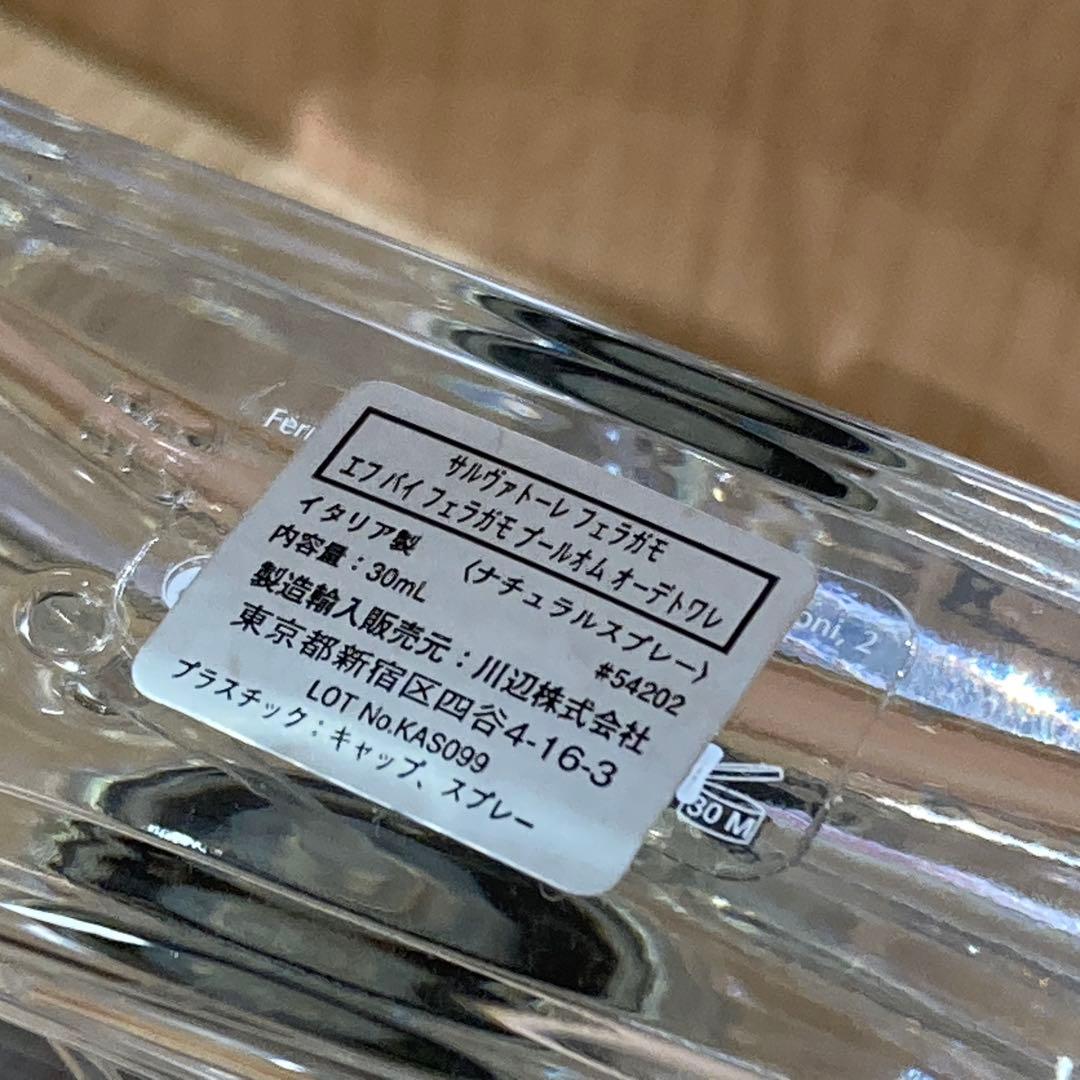 サルヴァトーレ フェラガモ
エフ バイ フェラガモ プールオム オーデトワレ
イタリア製 〈ナチュラルスプレー〉
内容量：30mL #54202
製造輸入販売元：川辺株式会社
東京都新宿区四谷4-16-3
LOT No.KAS099
プラスチック：キャップ、スプレー
2
30 M